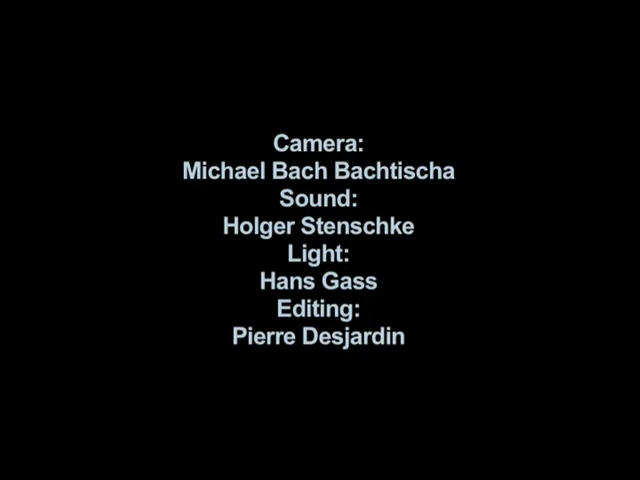 Camera:
Michael Bach Bachtischa
Sound:
Holger Stenschke
Light:
Hans Gass
Editing:
Pierre Desjardin